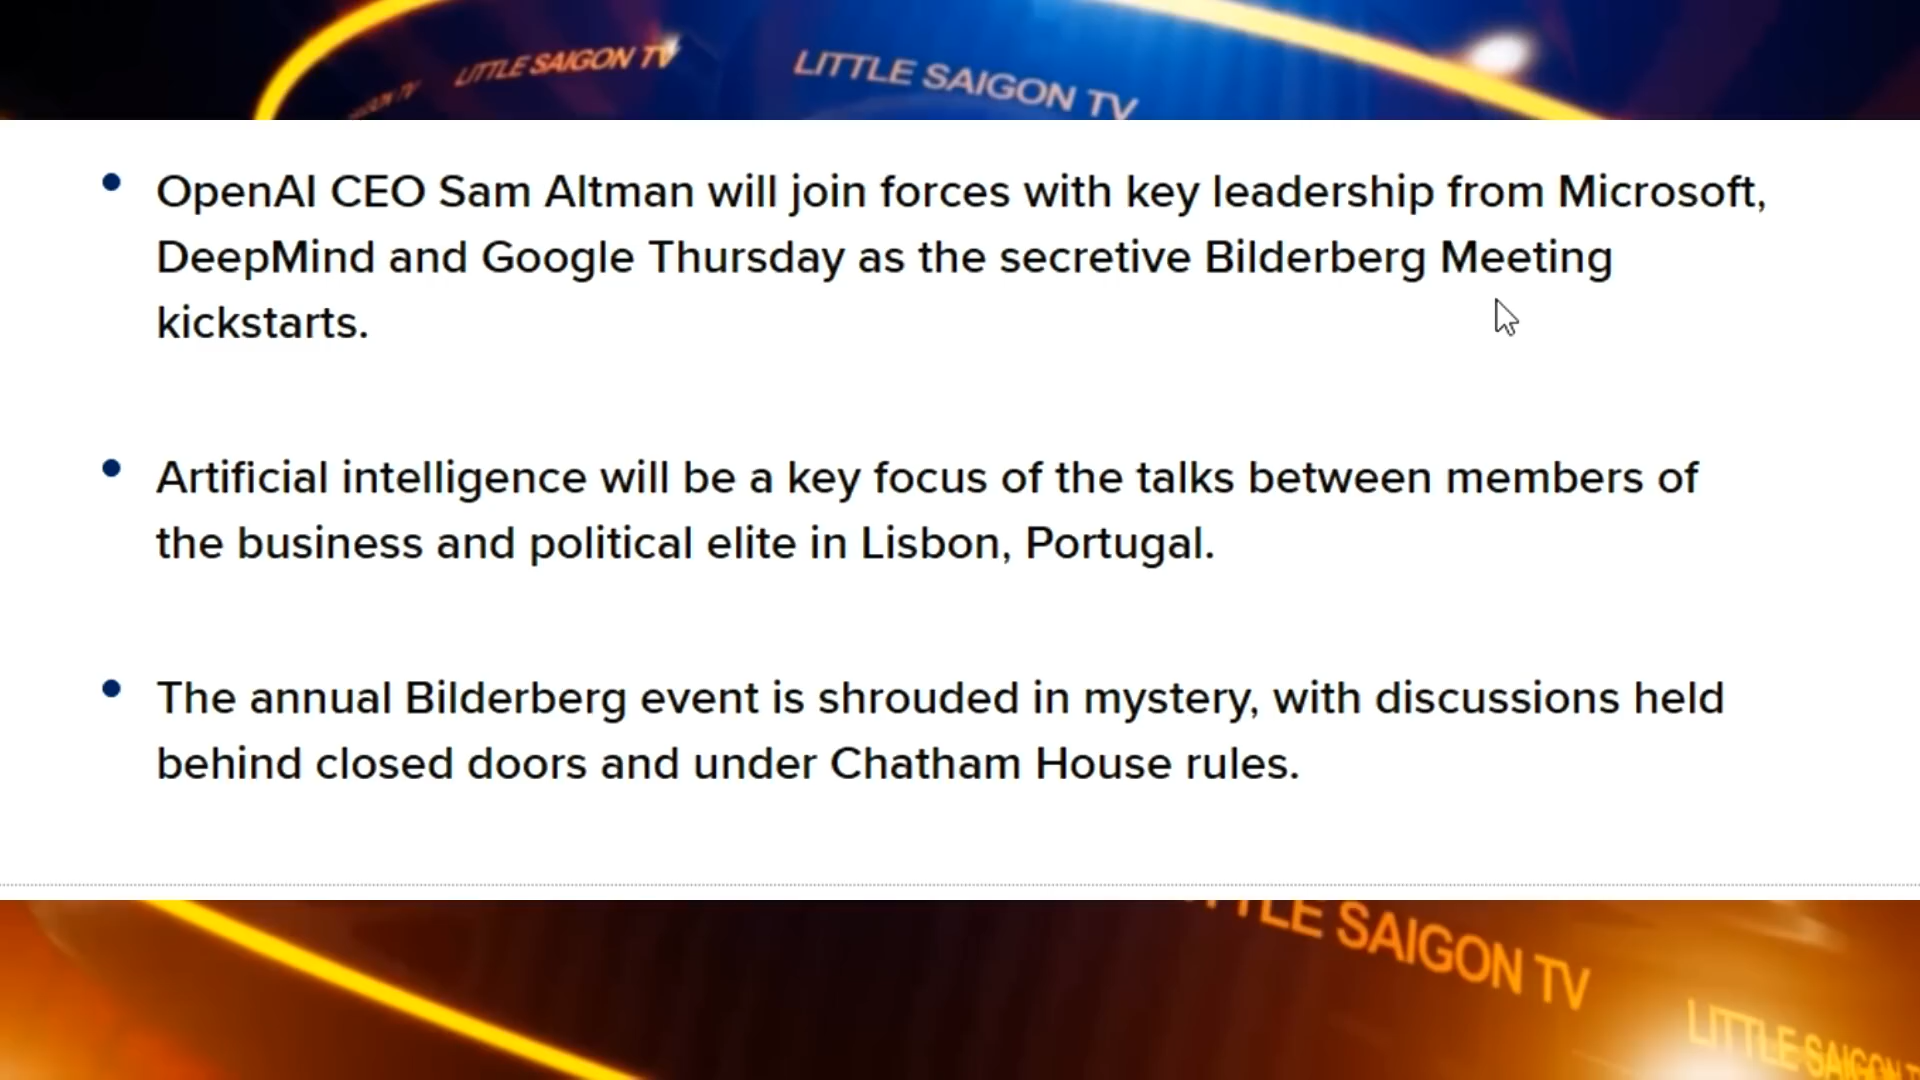 LITTLE SAIGON TV
LITTLE SAIGON TV
OpenAI CEO Sam Altman will join forces with key leadership from Microsoft,
DeepMind and Google Thursday as the secretive Bilderberg Meeting
kickstarts.
Artificial intelligence will be a key focus of the talks between members of
the business and political elite in Lisbon, Portugal.
The annual Bilderberg event is shrouded in mystery, with discussions held
behind closed doors and under Chatham House rules.
TTLE SAIGON TV
LITTLE SAIGON T